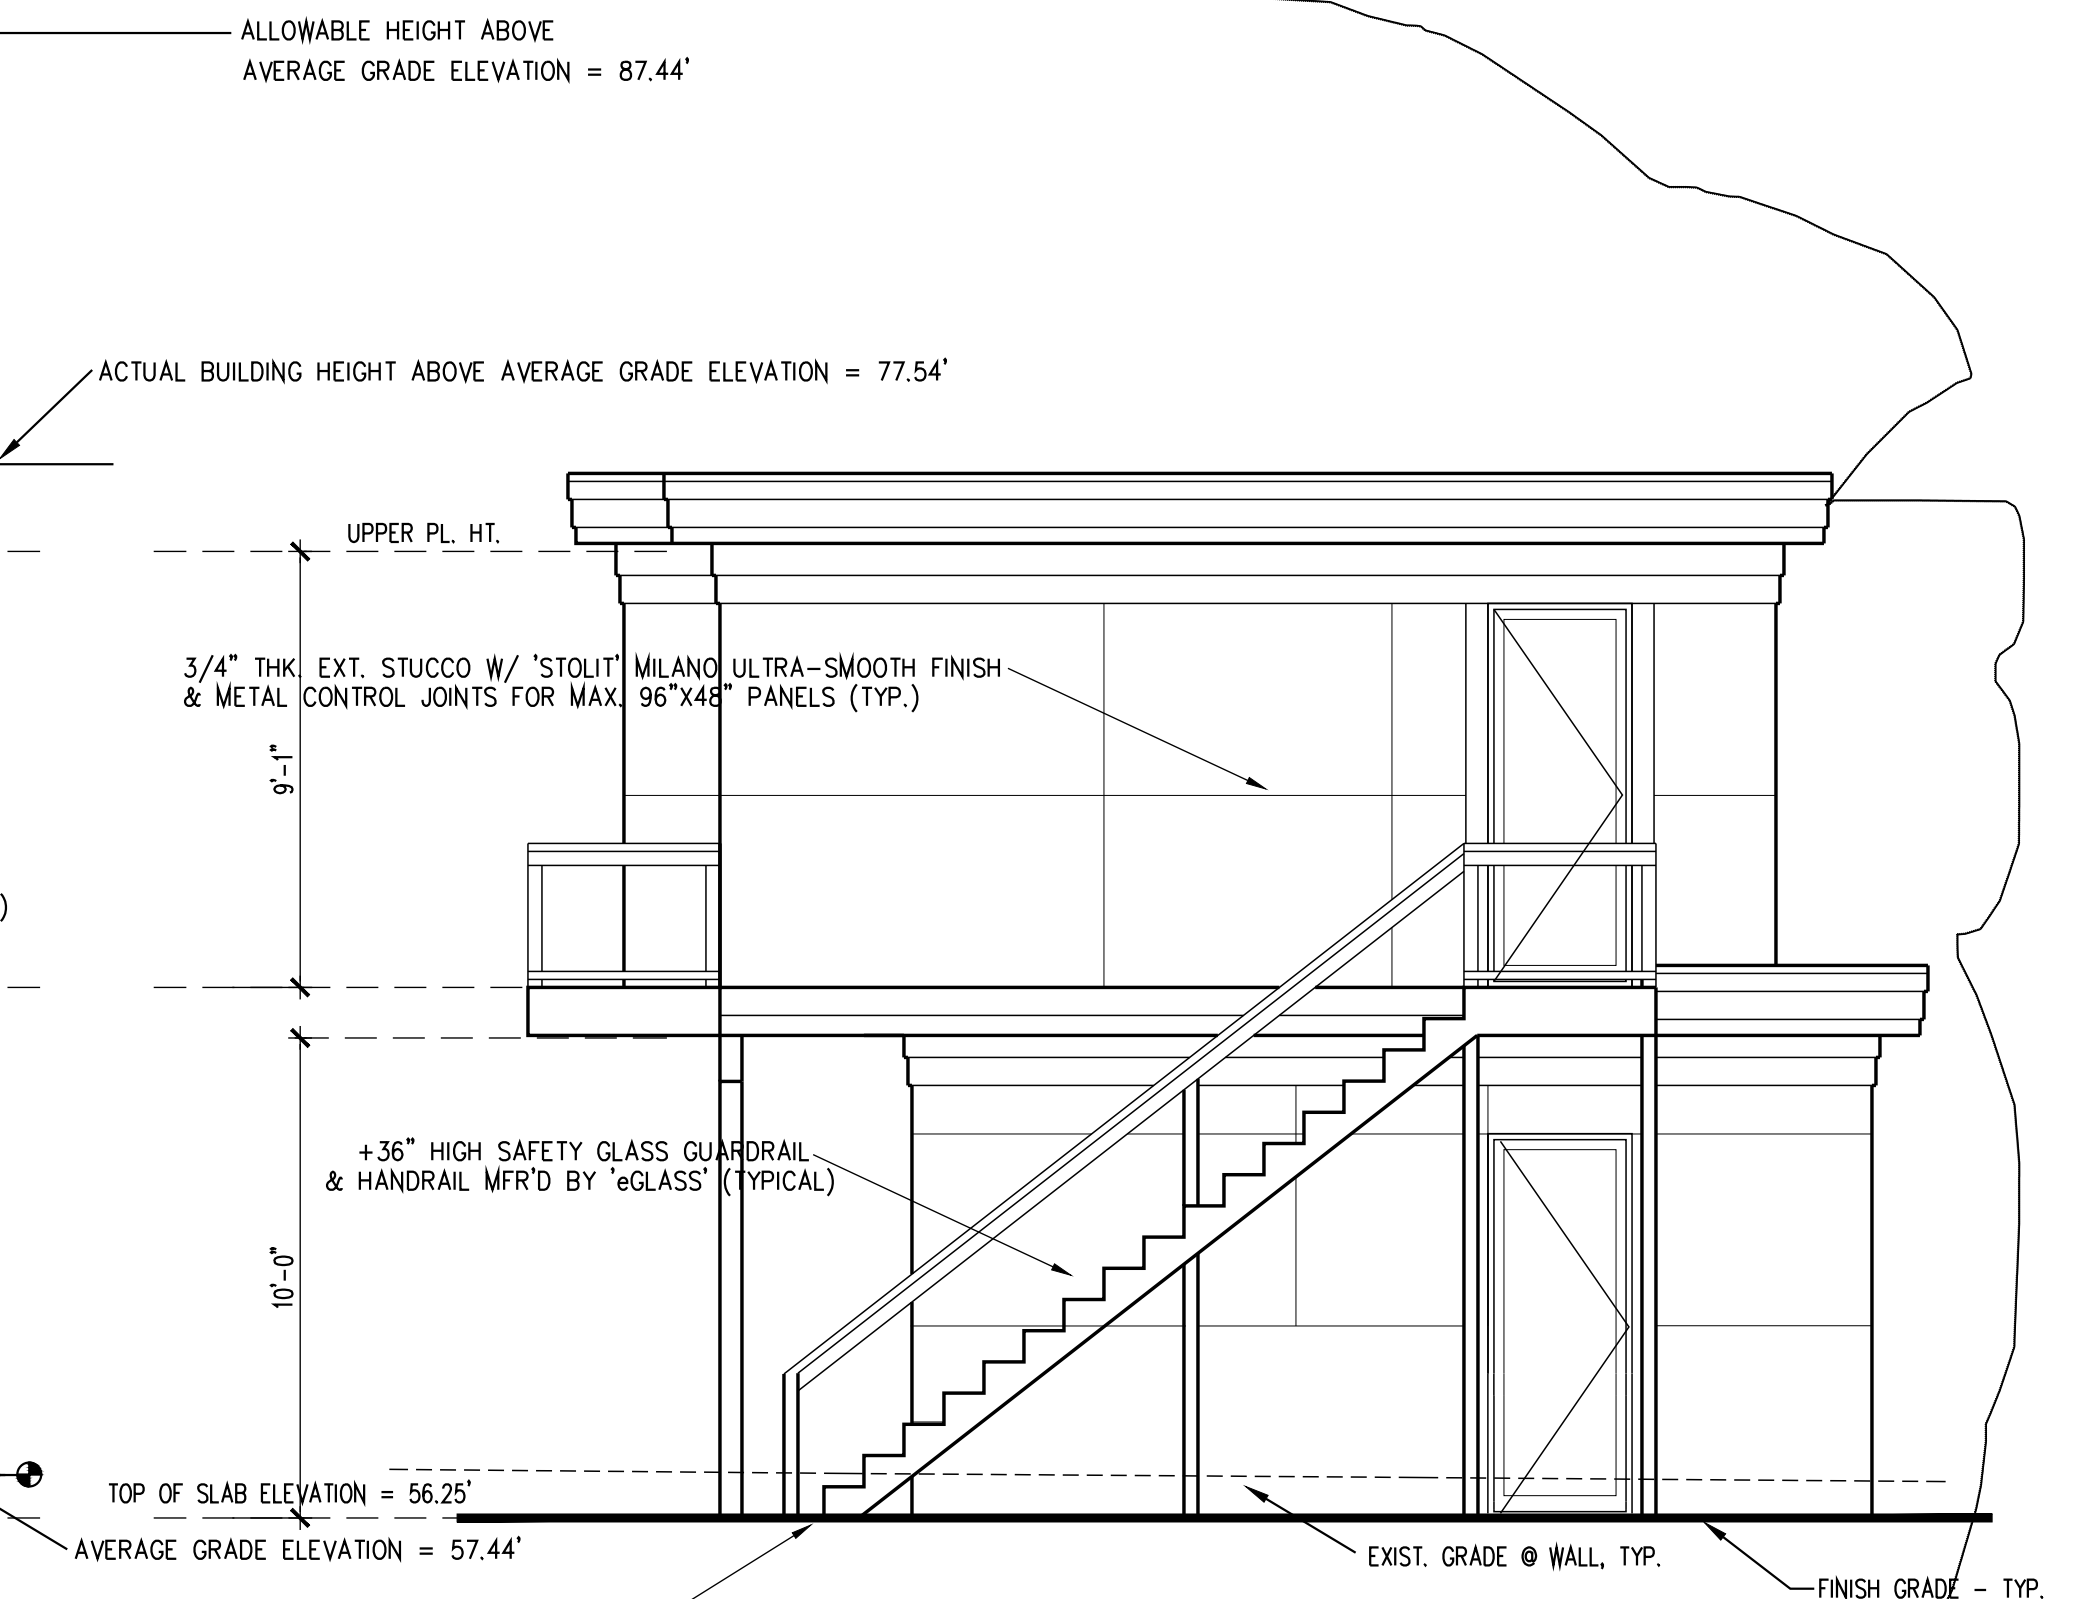 ALLOWABLE HEIGHT ABOVE
AVERAGE GRADE ELEVATION = 87.44'
ACTUAL BUILDING HEIGHT ABOVE AVERAGE GRADE ELEVATION = 77.54'
UPPER PL. HT.
3/4" THK. EXT. STUCCO W/ 'STOLIT' MILANO ULTRA-SMOOTH FINISH
& METAL CONTROL JOINTS FOR MAX. 96"X48" PANELS (TYP.)
9'-1"
)
+36" HIGH SAFETY GLASS GUARDRAIL
& HANDRAIL MFR'D BY 'eGLASS' (TYPICAL)
10'-0"
TOP OF SLAB ELEVATION = 56.25'
AVERAGE GRADE ELEVATION = 57.44'
EXIST. GRADE @ WALL, TYP.
FINISH GRADE - TYP.